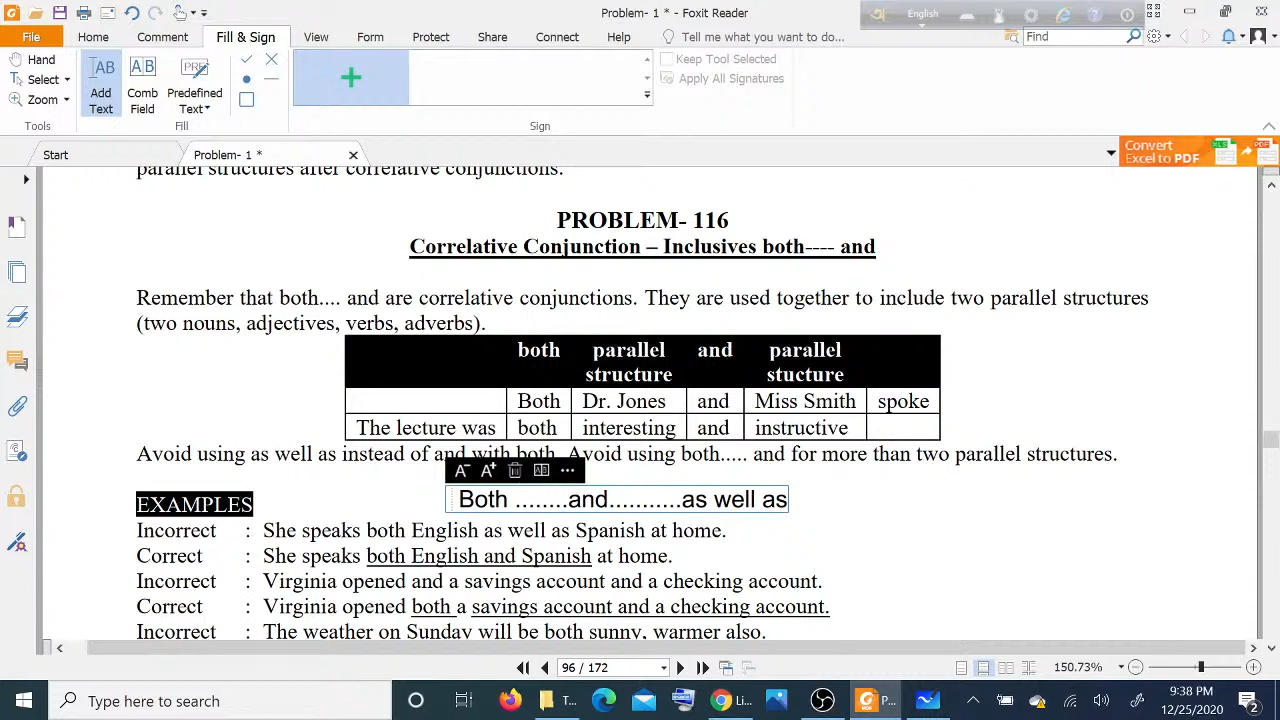 Problem- 1 * - Foxit Reader
English
File Home Comment Fill & Sign View Form Protect Share Connect Help Tell me what you want to do... Find
Hand
Select
Zoom
Tools
Add Text
Comb Field
Predefined Text
Fill
Keep Tool Selected
Apply All Signatures
Sign
Start Problem- 1 *
Convert Excel to PDF
parallel structures after correlative conjunctions.
PROBLEM- 116
Correlative Conjunction – Inclusives both---- and
Remember that both.... and are correlative conjunctions. They are used together to include two parallel structures
(two nouns, adjectives, verbs, adverbs).
both parallel structure and parallel stucture
Both Dr. Jones and Miss Smith spoke
The lecture was both interesting and instructive
Avoid using as well as instead of and with both. Avoid using both..... and for more than two parallel structures.
Both ........and...........as well as
EXAMPLES
Incorrect : She speaks both English as well as Spanish at home.
Correct : She speaks both English and Spanish at home.
Incorrect : Virginia opened and a savings account and a checking account.
Correct : Virginia opened both a savings account and a checking account.
Incorrect : The weather on Sunday will be both sunny, warmer also.
96 / 172 150.73%
Type here to search T... Li... P... 9:38 PM
12/25/2020 2